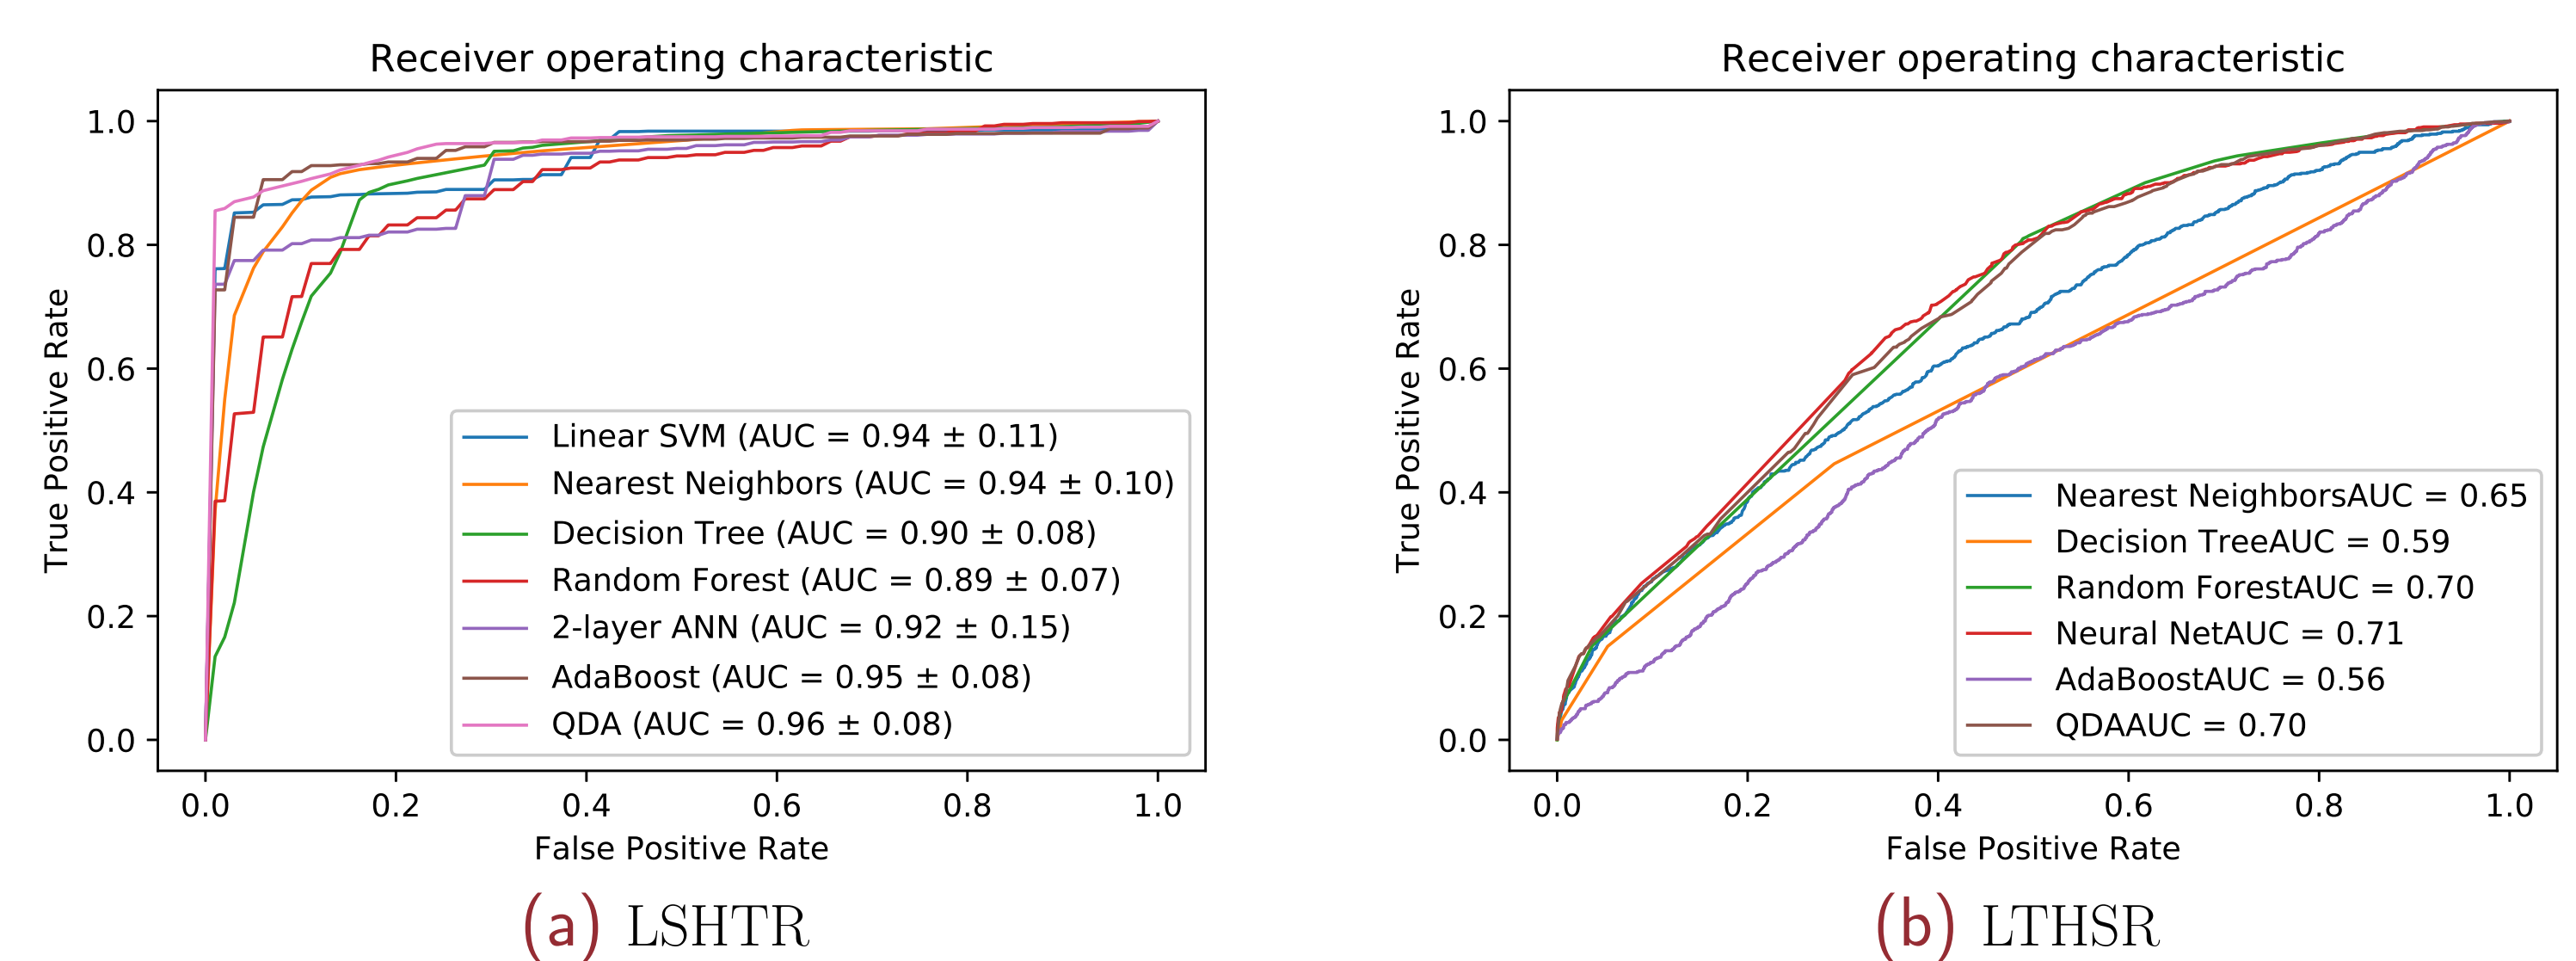 Receiver operating characteristic
1.0
0.8
0.6
0.4
0.2
0.0
True Positive Rate
Linear SVM (AUC = 0.94 ± 0.11)
Nearest Neighbors (AUC = 0.94 ± 0.10)
Decision Tree (AUC = 0.90 ± 0.08)
Random Forest (AUC = 0.89 ± 0.07)
2-layer ANN (AUC = 0.92 ± 0.15)
AdaBoost (AUC = 0.95 ± 0.08)
QDA (AUC = 0.96 ± 0.08)
0.0 0.2 0.4 0.6 0.8 1.0
False Positive Rate
(a) LSHTR
Receiver operating characteristic
1.0
0.8
0.6
0.4
0.2
0.0
True Positive Rate
Nearest NeighborsAUC = 0.65
Decision TreeAUC = 0.59
Random ForestAUC = 0.70
Neural NetAUC = 0.71
AdaBoostAUC = 0.56
QDAAUC = 0.70
0.0 0.2 0.4 0.6 0.8 1.0
False Positive Rate
(b) LTHSR